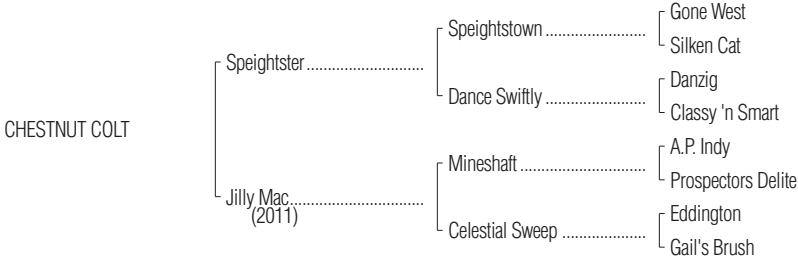 Gone West
Speightstown ........................
Silken Cat
Speightster ............................
Danzig
Dance Swiftly ........................
Classy 'n Smart
CHESTNUT COLT
A.P. Indy
Mineshaft ..............................
Prospectors Delite
Jilly Mac................................
(2011)
Eddington
Celestial Sweep ....................
Gail's Brush